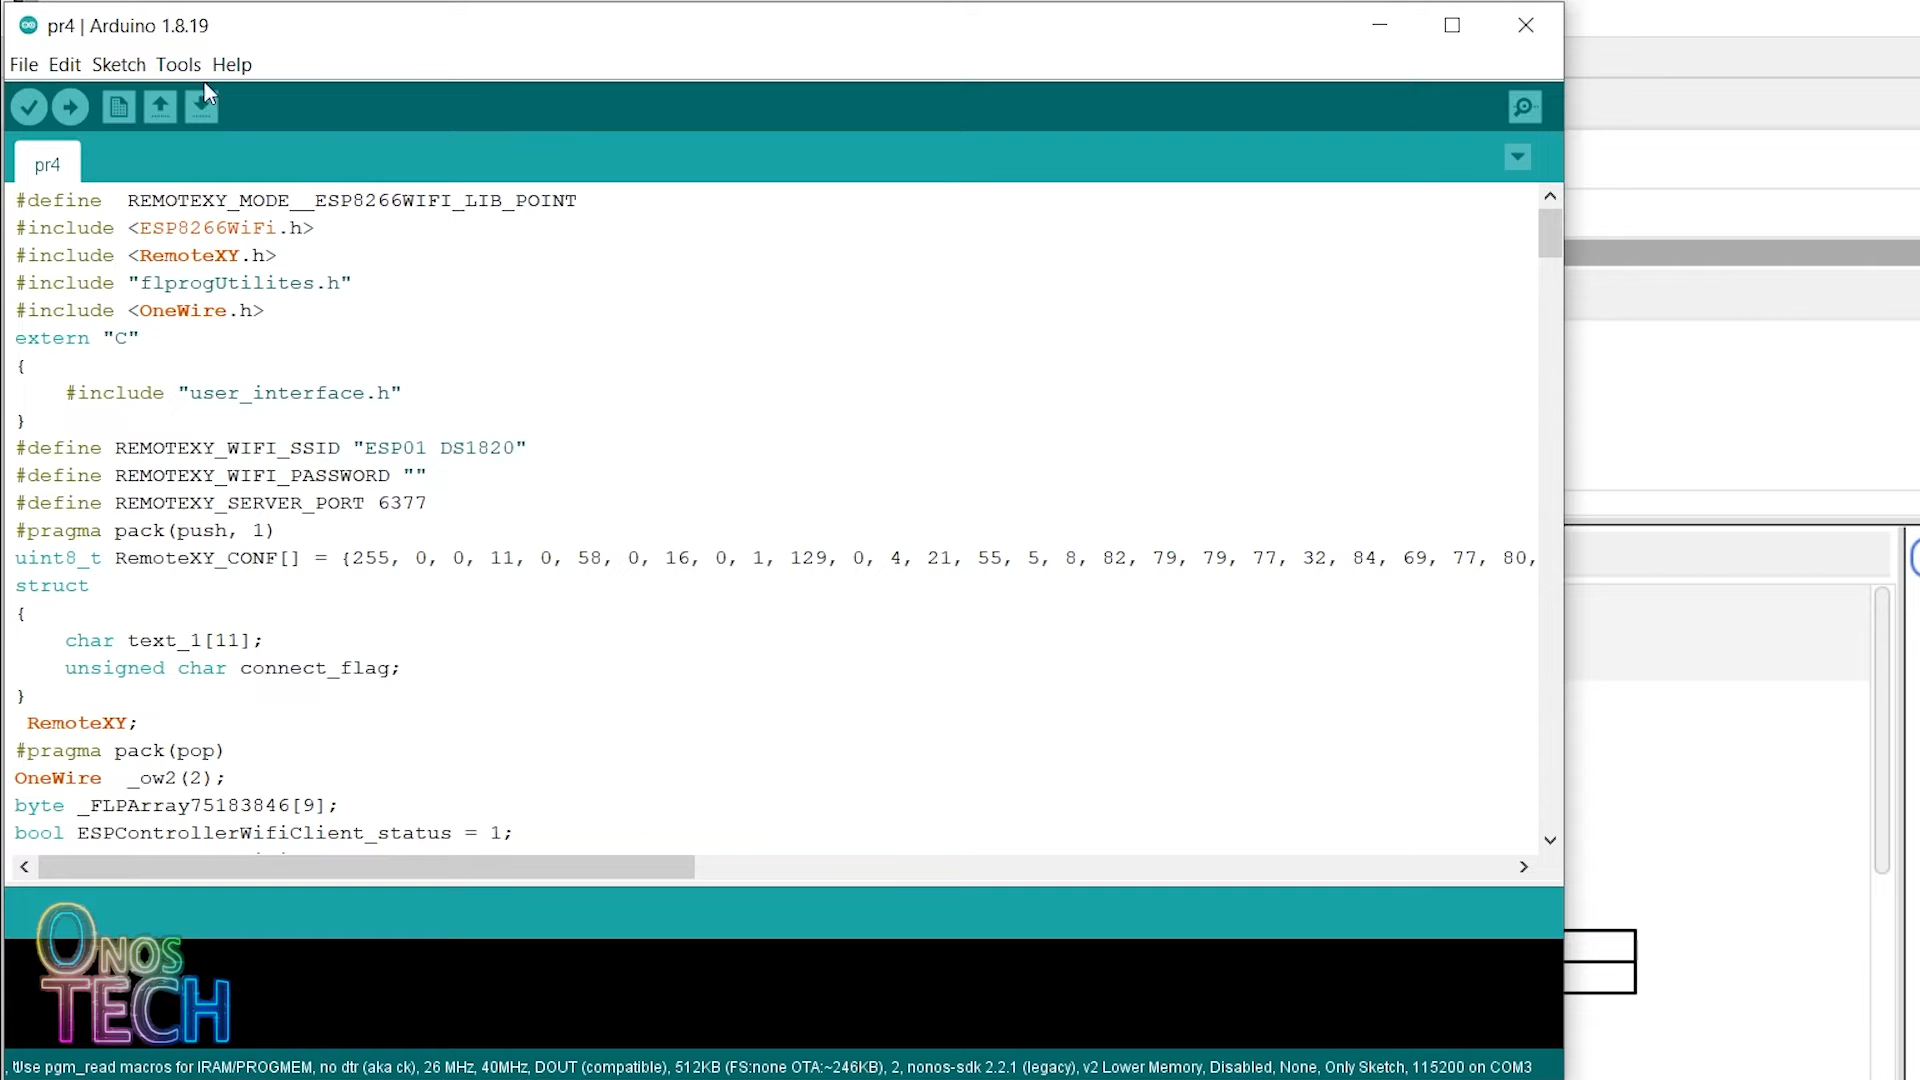 pr4 | Arduino 1.8.19
File Edit Sketch Tools Help
pr4
#define  REMOTEXY_MODE__ESP8266WIFI_LIB_POINT
#include <ESP8266WiFi.h>
#include <RemoteXY.h>
#include "flprogUtilites.h"
#include <OneWire.h>
extern "C"
{
    #include "user_interface.h"
}
#define REMOTEXY_WIFI_SSID "ESP01 DS1820"
#define REMOTEXY_WIFI_PASSWORD ""
#define REMOTEXY_SERVER_PORT 6377
#pragma pack(push, 1)
uint8_t RemoteXY_CONF[] = {255, 0, 0, 11, 0, 58, 0, 16, 0, 1, 129, 0, 4, 21, 55, 5, 8, 82, 79, 79, 77, 32, 84, 69, 77, 80,
struct
{
    char text_1[11];
    unsigned char connect_flag;
}
 RemoteXY;
#pragma pack(pop)
OneWire  _ow2(2);
byte _FLPArray75183846[9];
bool ESPControllerWifiClient_status = 1;
ONOS
TECH
Use pgm_read macros for IRAM/PROGMEM, no dtr (aka ck), 26 MHz, 40MHz, DOUT (compatible), 512KB (FS:none OTA:~246KB), 2, nonos-sdk 2.2.1 (legacy), v2 Lower Memory, Disabled, None, Only Sketch, 115200 on COM3